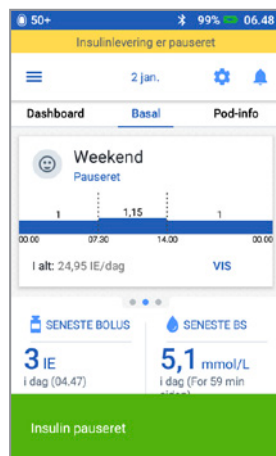 50+ 99% 06.48
Insulinlevering er pauseret
2 jan.
Dashboard Basal Pod-info
Weekend
Pauseret
1 1,15 1
00.00 07.30 14.00 00.00
I alt: 24,95 IE/dag VIS
SENESTE BOLUS SENESTE BS
3 IE 5,1 mmol/L
i dag (04.47) i dag (For 59 min
Insulin pauseret